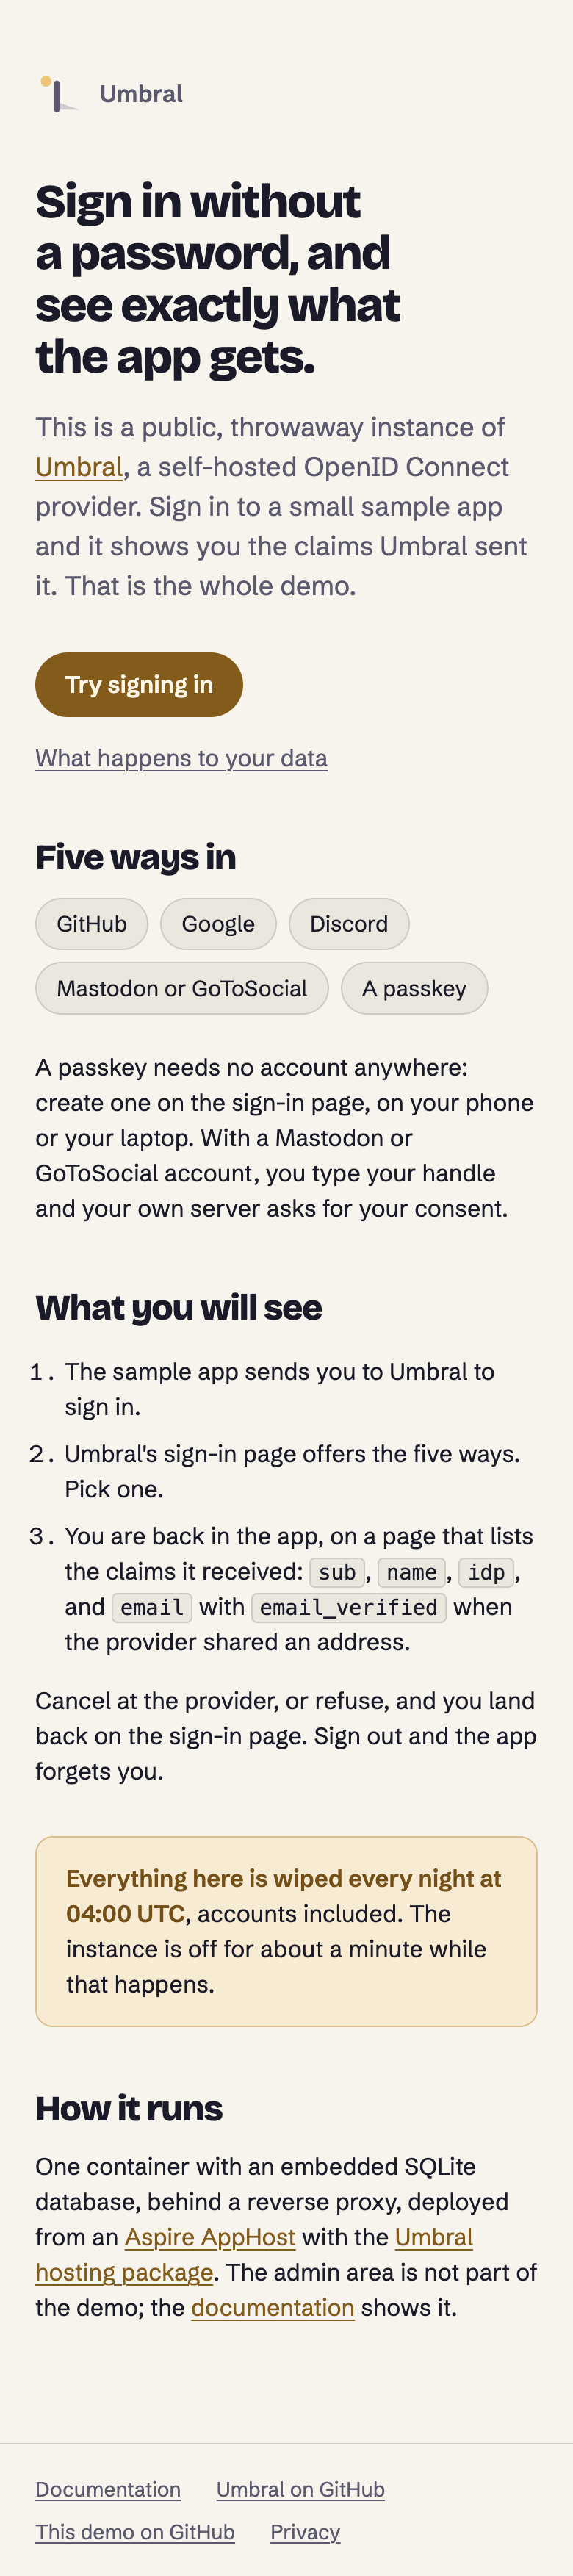 Umbral
Sign in without
a password, and
see exactly what
the app gets.
This is a public, throwaway instance of
Umbral, a self-hosted OpenID Connect
provider. Sign in to a small sample app
and it shows you the claims Umbral sent
it. That is the whole demo.
Try signing in
What happens to your data
Five ways in
GitHub Google Discord
Mastodon or GoToSocial A passkey
A passkey needs no account anywhere:
create one on the sign-in page, on your phone
or your laptop. With a Mastodon or
GoToSocial account, you type your handle
and your own server asks for your consent.
What you will see
1. The sample app sends you to Umbral to
sign in.
2. Umbral's sign-in page offers the five ways.
Pick one.
3. You are back in the app, on a page that lists
the claims it received: sub, name, idp,
and email with email_verified when
the provider shared an address.
Cancel at the provider, or refuse, and you land
back on the sign-in page. Sign out and the app
forgets you.
Everything here is wiped every night at
04:00 UTC, accounts included. The
instance is off for about a minute while
that happens.
How it runs
One container with an embedded SQLite
database, behind a reverse proxy, deployed
from an Aspire AppHost with the Umbral
hosting package. The admin area is not part of
the demo; the documentation shows it.
Documentation Umbral on GitHub
This demo on GitHub Privacy